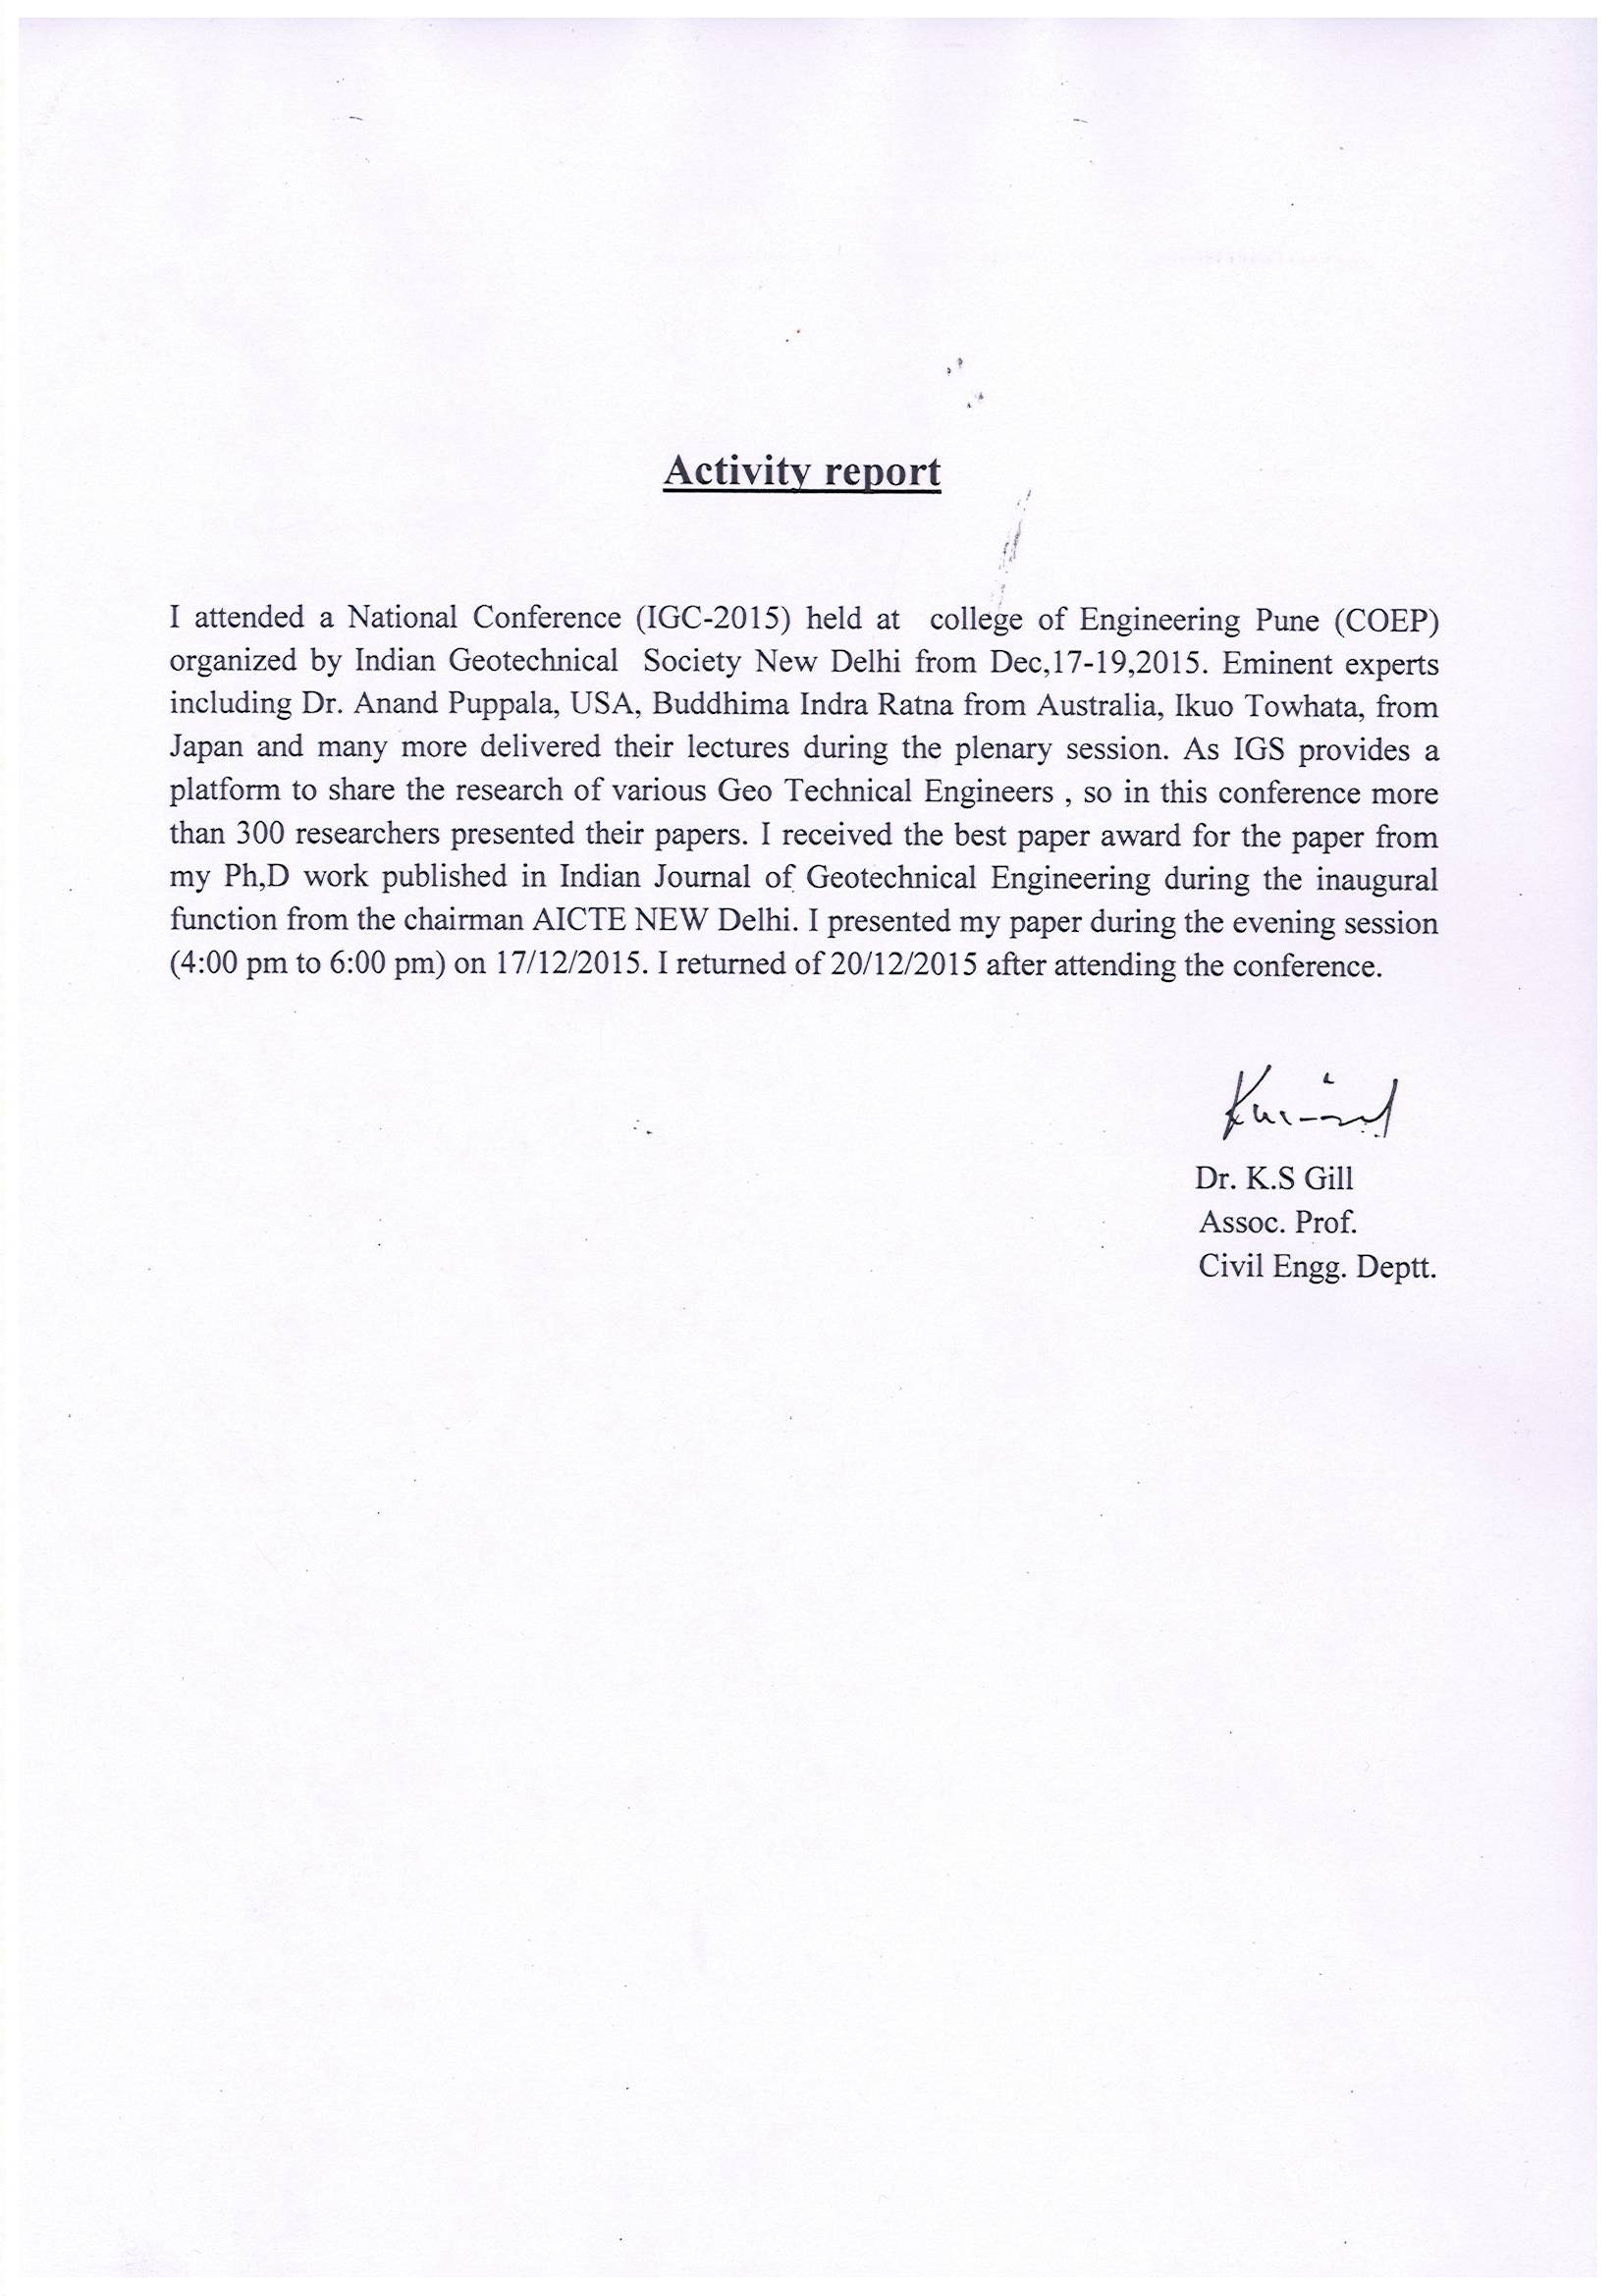 Activity report
I attended a National Conference (IGC-2015) held at college of Engineering Pune (COEP)
organized by Indian Geotechnical Society New Delhi from Dec,17-19,2015. Eminent experts
including Dr. Anand Puppala, USA, Buddhima Indra Ratna from Australia, Ikuo Towhata, from
Japan and many more delivered their lectures during the plenary session. As IGS provides a
platform to share the research of various Geo Technical Engineers , so in this conference more
than 300 researchers presented their papers. I received the best paper award for the paper from
my Ph,D work published in Indian Journal of Geotechnical Engineering during the inaugural
function from the chairman AICTE NEW Delhi. I presented my paper during the evening session
(4:00 pm to 6:00 pm) on 17/12/2015. I returned of 20/12/2015 after attending the conference.
Dr. K.S Gill
Assoc. Prof.
Civil Engg. Deptt.